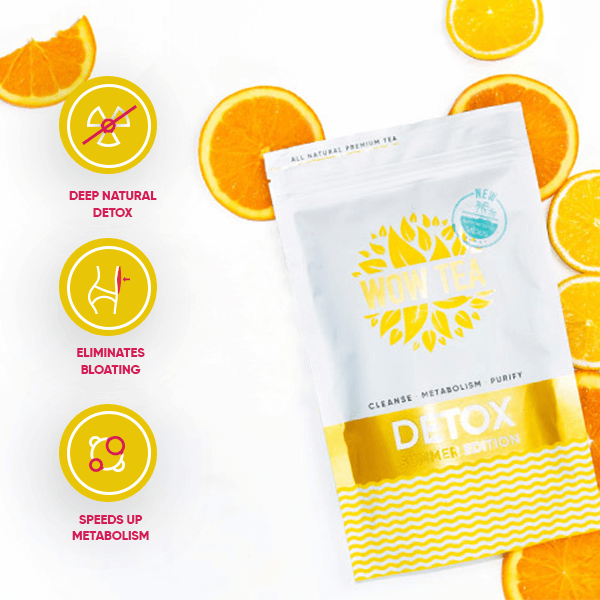 DEEP NATURAL
DETOX
ELIMINATES
BLOATING
SPEEDS UP
METABOLISM
ALL NATURAL PREMIUM TEA
NEW
WOW TEA
CLEANSE · METABOLISM · PURIFY
DETOX
SUMMER EDITION